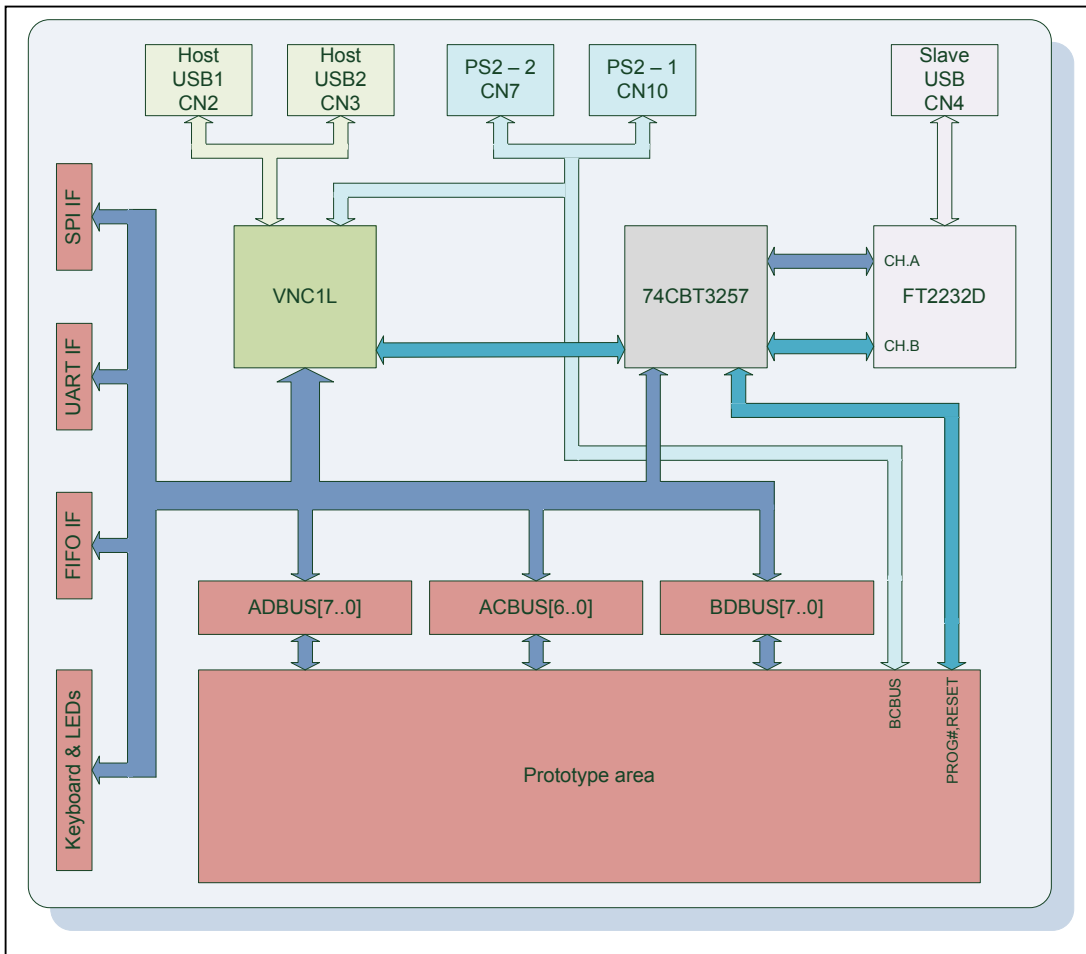 Host
USB1
CN2
Host
USB2
CN3
PS2 – 2
CN7
PS2 – 1
CN10
Slave
USB
CN4
SPI IF
UART IF
FIFO IF
Keyboard & LEDs
VNC1L
74CBT3257
CH.A
FT2232D
CH.B
ADBUS[7..0]
ACBUS[6..0]
BDBUS[7..0]
BCBUS
PROG#,RESET
Prototype area